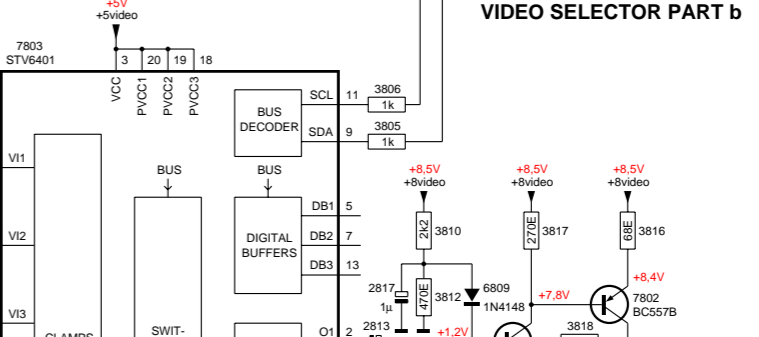 VIDEO SELECTOR PART b
+5V
+5video
7803
STV6401
3 20 19 18
VCC
PVCC1
PVCC2
PVCC3
BUS
DECODER
SCL 11
3806
1k
SDA 9
3805
1k
VI1
VI2
VI3
BUS
BUS
DIGITAL
BUFFERS
DB1 5
DB2 7
DB3 13
O1 2
CLAMPS
SWIT-
+8,5V
+8video
2k2
3810
+8,5V
+8video
270E
3817
+8,5V
+8video
68E
3816
2817
1µ
470E
3812
6809
1N4148
+7,8V
+8,4V
7802
BC557B
2813
+1,2V
3818